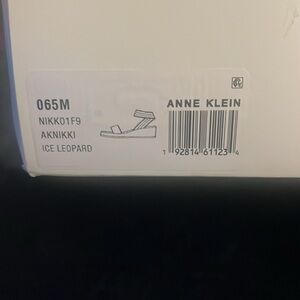 065M
ANNE KLEIN
NIKK01F9
AKNIKKI
ICE LEOPARD
1 92814 61123 4